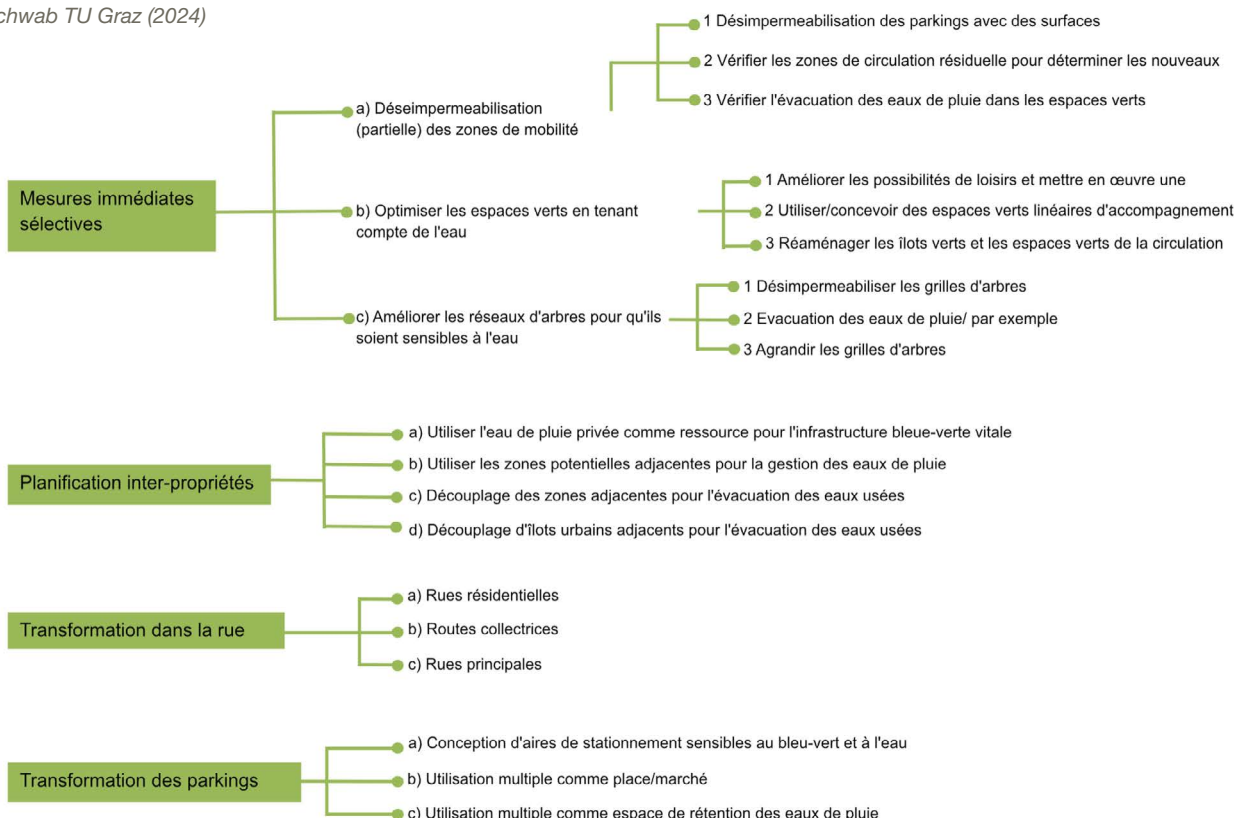 chwab TU Graz (2024)
1 Désimpermeabilisation des parkings avec des surfaces
2 Vérifier les zones de circulation résiduelle pour déterminer les nouveaux
3 Vérifier l'évacuation des eaux de pluie dans les espaces verts
a) Déseimpermeabilisation
(partielle) des zones de mobilité
Mesures immédiates
sélectives
b) Optimiser les espaces verts en tenant
compte de l'eau
1 Améliorer les possibilités de loisirs et mettre en œuvre une
2 Utiliser/concevoir des espaces verts linéaires d'accompagnement
3 Réaménager les îlots verts et les espaces verts de la circulation
c) Améliorer les réseaux d'arbres pour qu'ils
soient sensibles à l'eau
1 Désimpermeabiliser les grilles d'arbres
2 Evacuation des eaux de pluie/ par exemple
3 Agrandir les grilles d'arbres
Planification inter-propriétés
a) Utiliser l'eau de pluie privée comme ressource pour l'infrastructure bleue-verte vitale
b) Utiliser les zones potentielles adjacentes pour la gestion des eaux de pluie
c) Découplage des zones adjacentes pour l'évacuation des eaux usées
d) Découplage d'îlots urbains adjacents pour l'évacuation des eaux usées
Transformation dans la rue
a) Rues résidentielles
b) Routes collectrices
c) Rues principales
Transformation des parkings
a) Conception d'aires de stationnement sensibles au bleu-vert et à l'eau
b) Utilisation multiple comme place/marché
c) Utilisation multiple comme espace de rétention des eaux de pluie